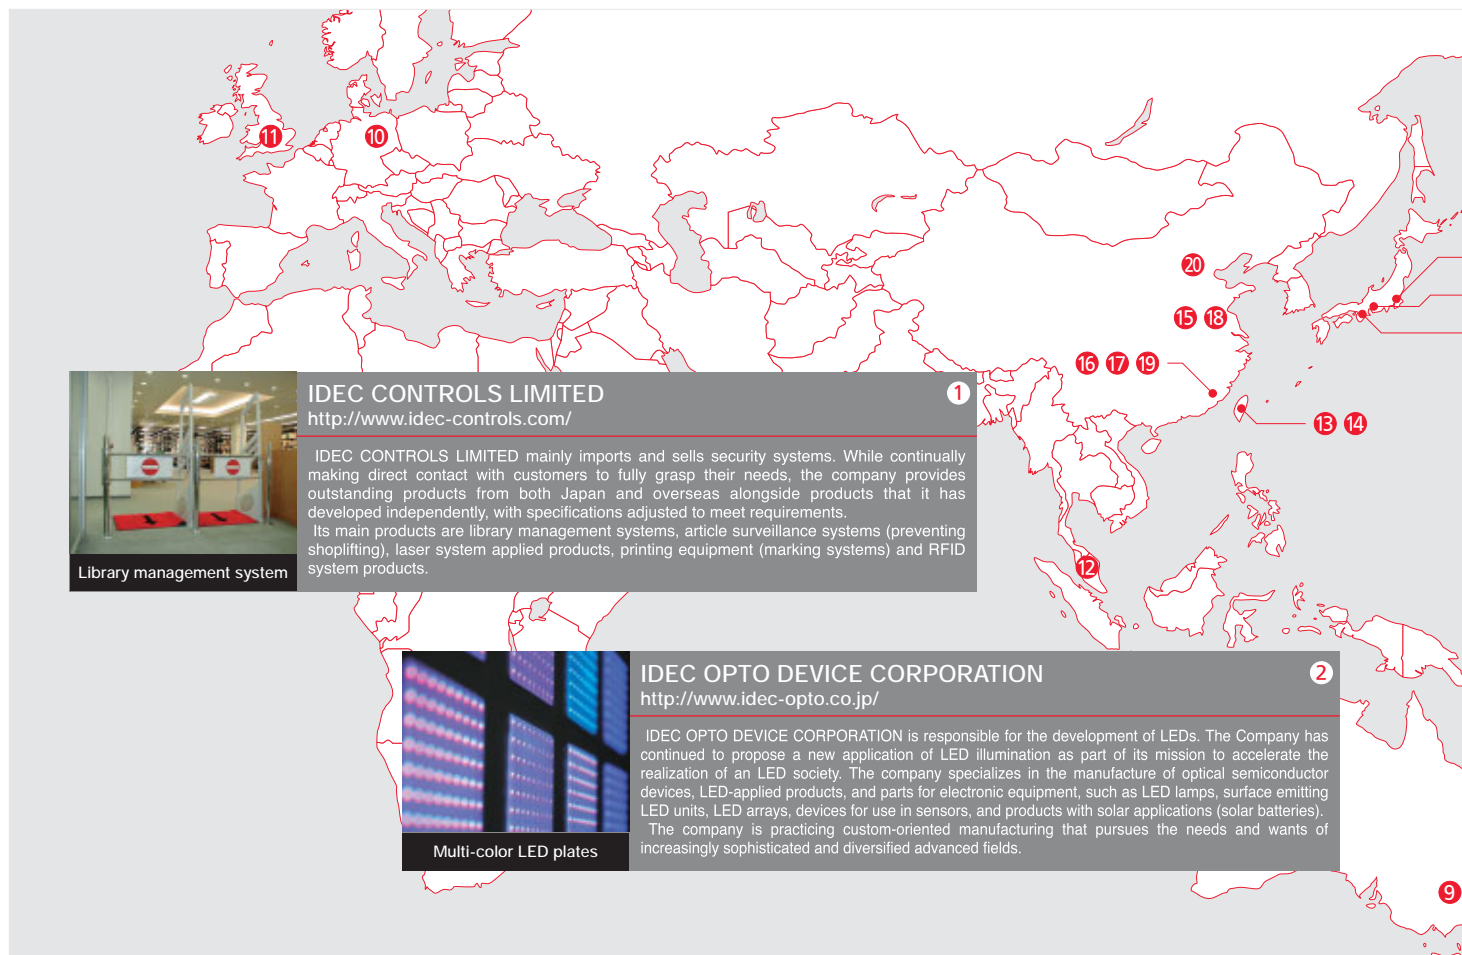 11
10
20
15 18
16 17 19
13 14
IDEC CONTROLS LIMITED 1
http://www.idec-controls.com/
IDEC CONTROLS LIMITED mainly imports and sells security systems. While continually
making direct contact with customers to fully grasp their needs, the company provides
outstanding products from both Japan and overseas alongside products that it has
developed independently, with specifications adjusted to meet requirements.
Its main products are library management systems, article surveillance systems (preventing
shoplifting), laser system applied products, printing equipment (marking systems) and RFID
system products.
Library management system
12
IDEC OPTO DEVICE CORPORATION 2
http://www.idec-opto.co.jp/
IDEC OPTO DEVICE CORPORATION is responsible for the development of LEDs. The Company has
continued to propose a new application of LED illumination as part of its mission to accelerate the
realization of an LED society. The company specializes in the manufacture of optical semiconductor
devices, LED-applied products, and parts for electronic equipment, such as LED lamps, surface emitting
LED units, LED arrays, devices for use in sensors, and products with solar applications (solar batteries).
The company is practicing custom-oriented manufacturing that pursues the needs and wants of
increasingly sophisticated and diversified advanced fields.
Multi-color LED plates
9